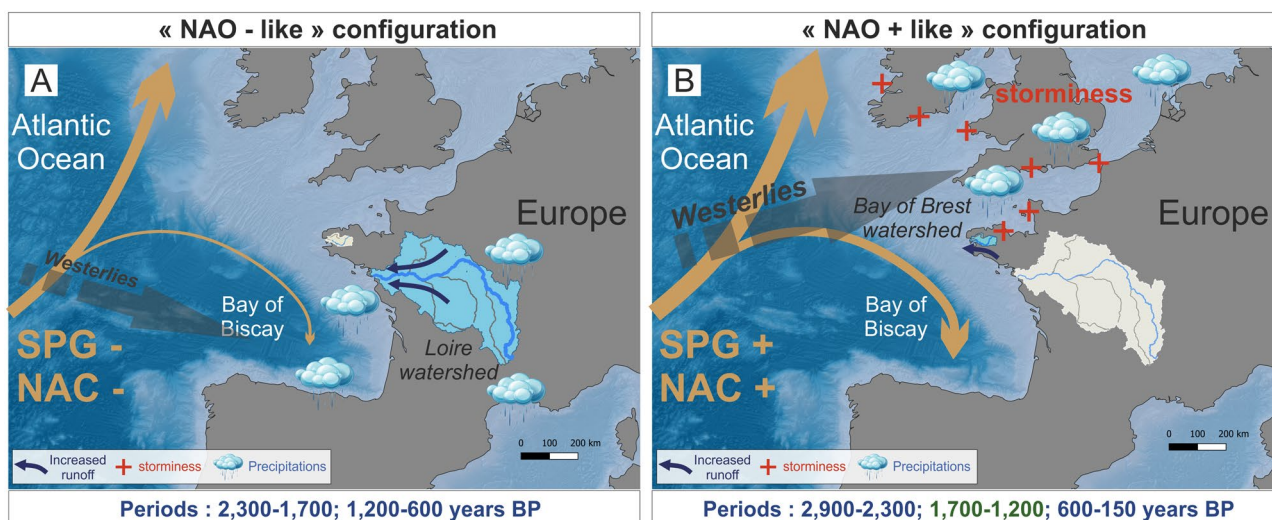 « NAO - like » configuration
A
Atlantic
Ocean
Europe
Westerlies
Bay of
Biscay
SPG -
NAC -
Loire
watershed
0 100 200 km
Increased
runoff
storminess
Precipitations
Periods : 2,300-1,700; 1,200-600 years BP
« NAO + like » configuration
B
storminess
Atlantic
Ocean
Westerlies
Bay of Brest
watershed
Europe
Bay of
Biscay
SPG +
NAC +
0 100 200 km
Increased
runoff
storminess
Precipitations
Periods : 2,900-2,300; 1,700-1,200; 600-150 years BP